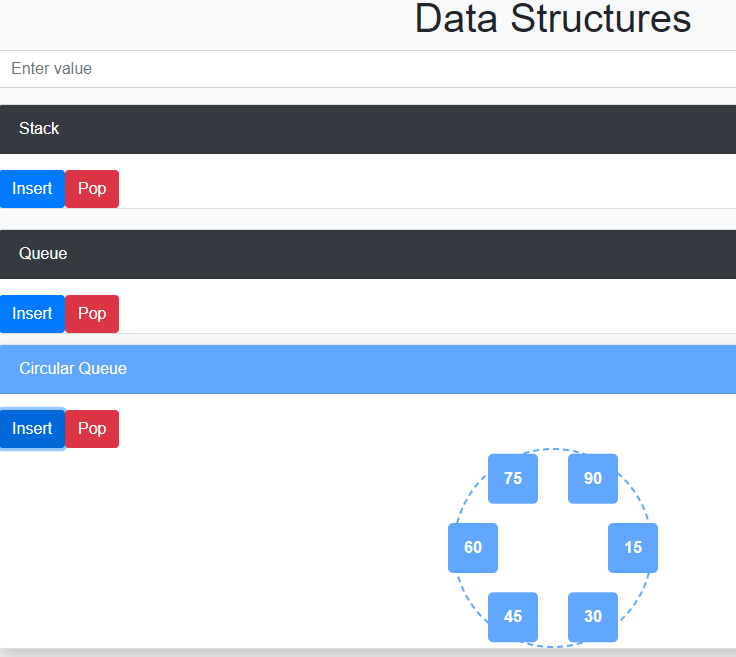 Data Structures
Enter value
Stack
Insert Pop
Queue
Insert Pop
Circular Queue
Insert Pop
75 90
60 15
45 30